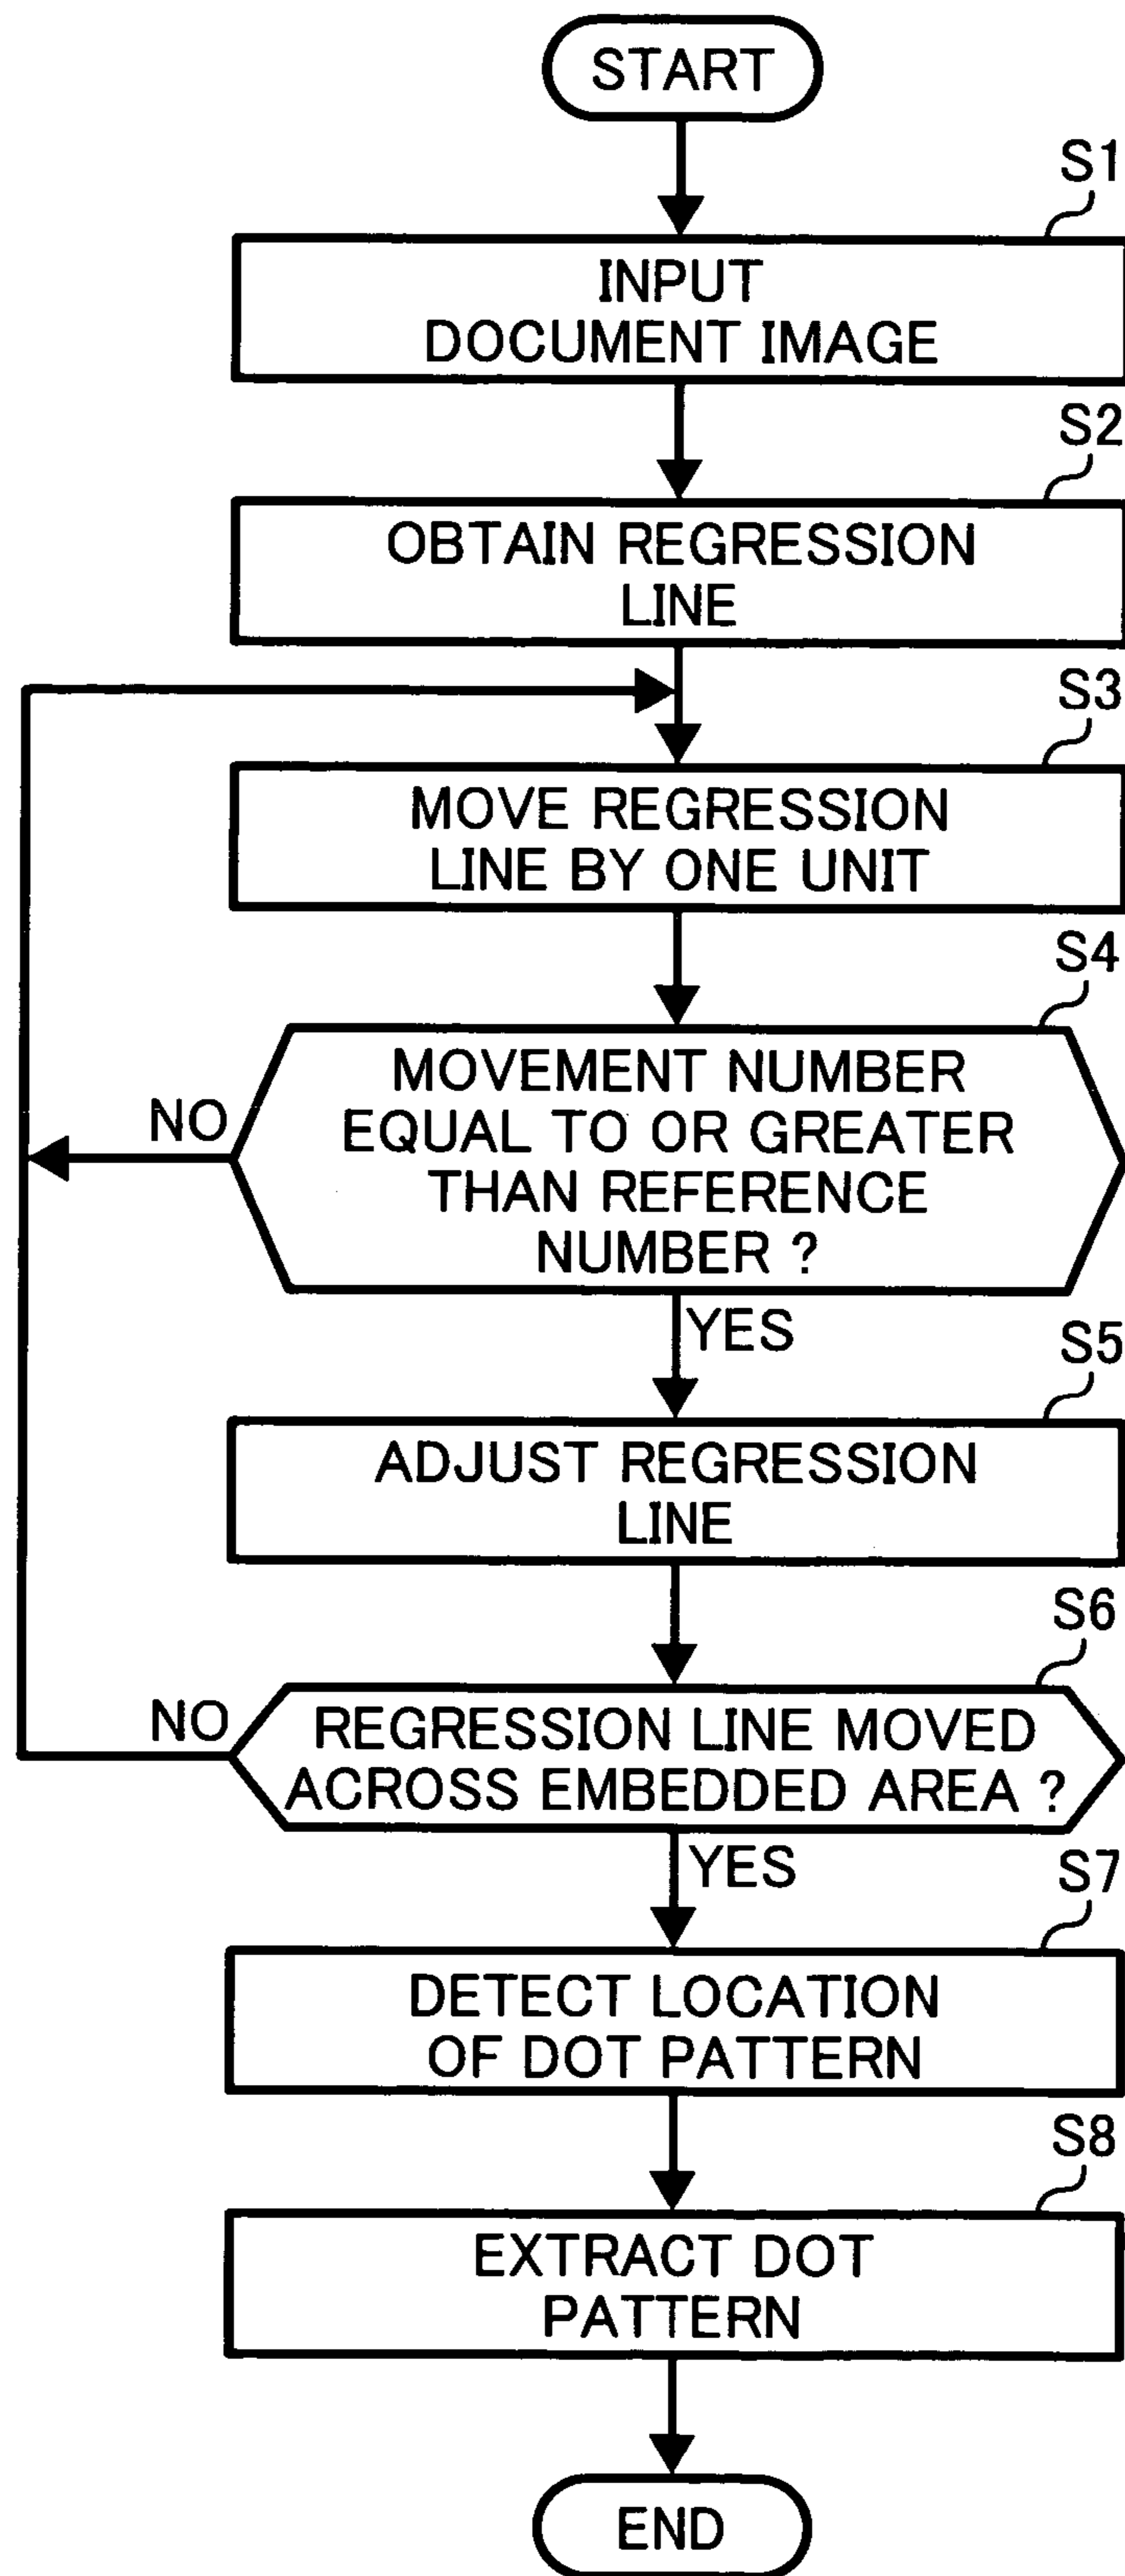 START
S1
INPUT
DOCUMENT IMAGE
S2
OBTAIN REGRESSION
LINE
S3
MOVE REGRESSION
LINE BY ONE UNIT
S4
MOVEMENT NUMBER
EQUAL TO OR GREATER
THAN REFERENCE
NUMBER ?
NO
YES
S5
ADJUST REGRESSION
LINE
S6
REGRESSION LINE MOVED
ACROSS EMBEDDED AREA ?
NO
YES
S7
DETECT LOCATION
OF DOT PATTERN
S8
EXTRACT DOT
PATTERN
END